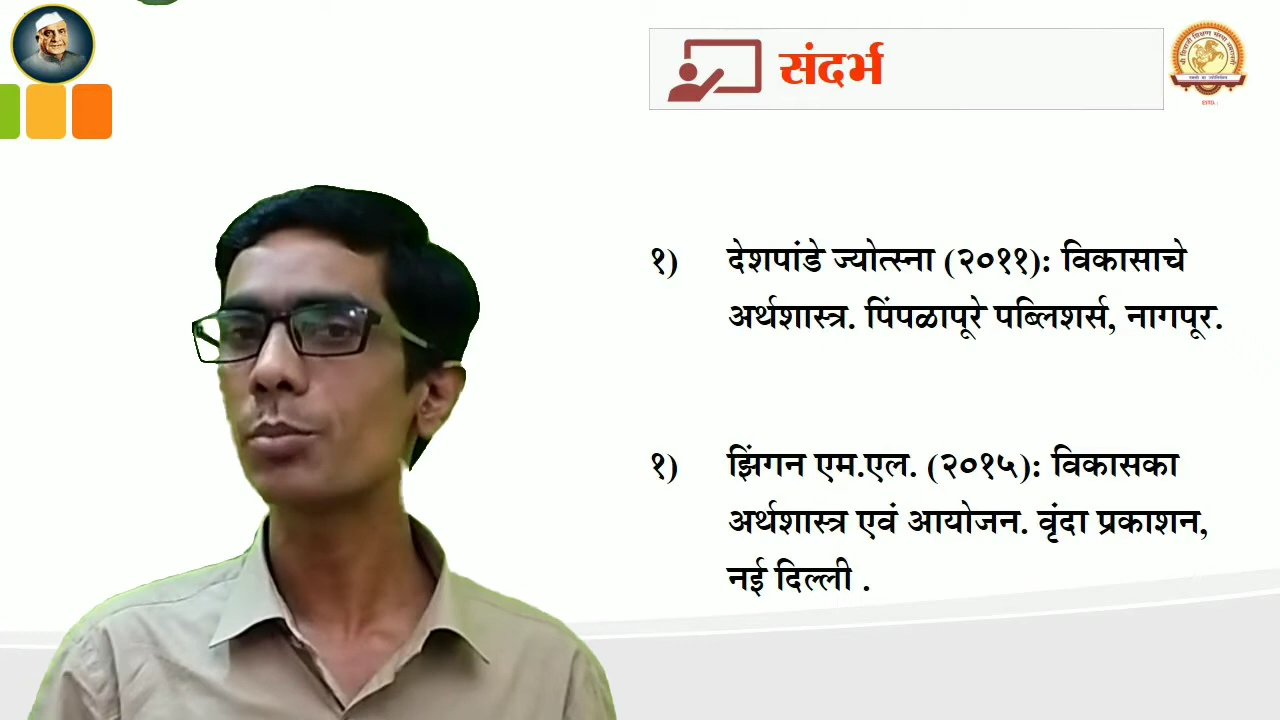 संदर्भ
१) देशपांडे ज्योत्स्ना (२०११): विकासाचे
अर्थशास्त्र. पिंपळापूरे पब्लिशर्स, नागपूर.
१) झिंगन एम.एल. (२०१५): विकासका
अर्थशास्त्र एवं आयोजन. वृंदा प्रकाशन,
नई दिल्ली .